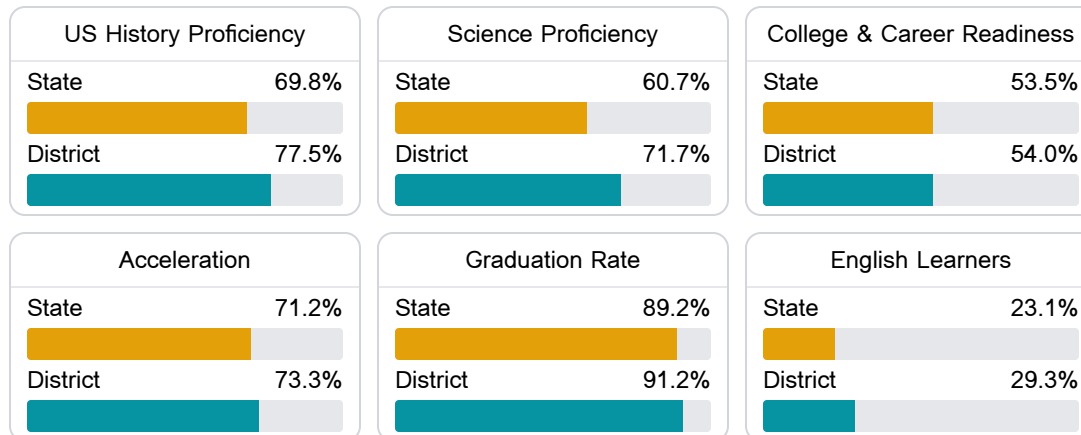 US History Proficiency
State 69.8%
District 77.5%
Science Proficiency
State 60.7%
District 71.7%
College & Career Readiness
State 53.5%
District 54.0%
Acceleration
State 71.2%
District 73.3%
Graduation Rate
State 89.2%
District 91.2%
English Learners
State 23.1%
District 29.3%